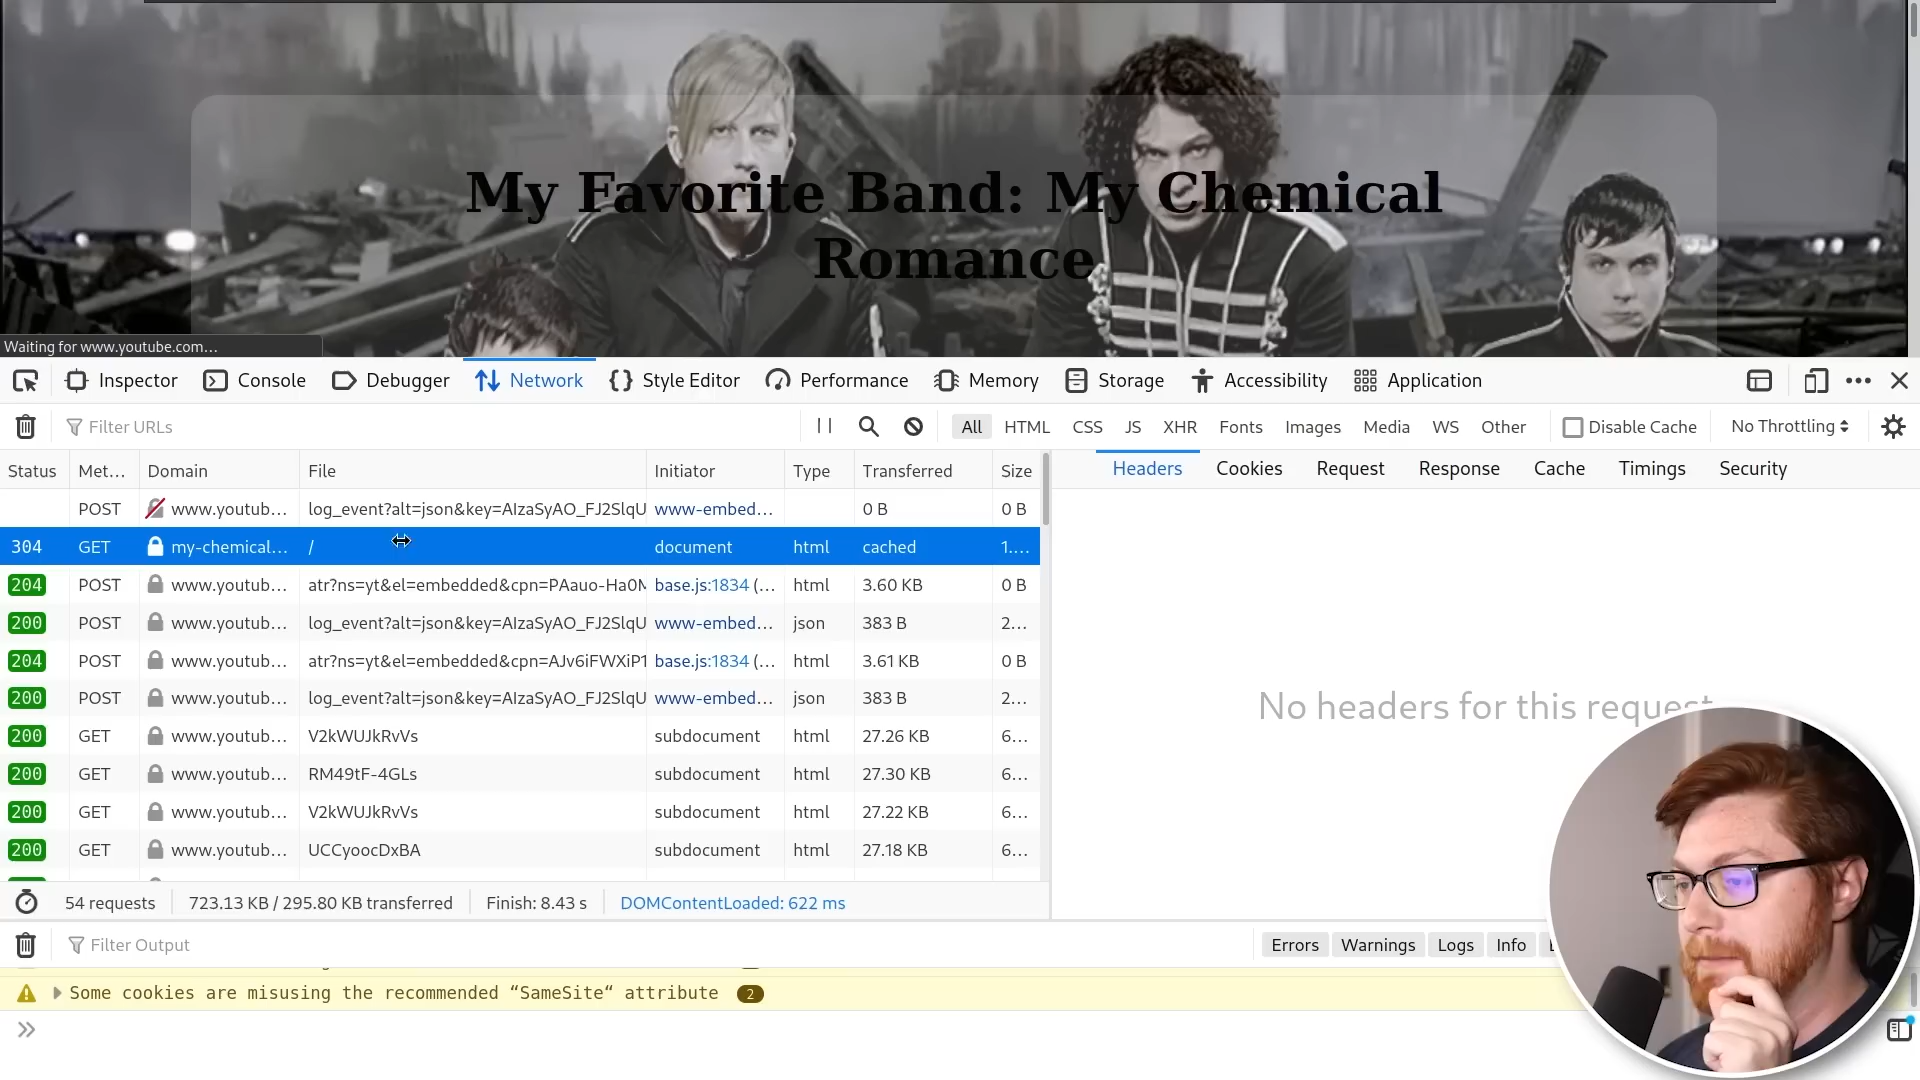 My Favorite Band: My Chemical
Romance
Waiting for www.youtube.com...
Inspector Console Debugger Network Style Editor Performance Memory Storage Accessibility Application
Filter URLs All HTML CSS JS XHR Fonts Images Media WS Other Disable Cache No Throttling
Status Met... Domain File Initiator Type Transferred Size
Headers Cookies Request Response Cache Timings Security
POST www.youtub... log_event?alt=json&key=AIzaSyAO_FJ2SlqU www-embed... 0 B 0 B
304 GET my-chemical... / document html cached 1....
204 POST www.youtub... atr?ns=yt&el=embedded&cpn=PAauo-Ha0M base.js:1834 (... html 3.60 KB 0 B
200 POST www.youtub... log_event?alt=json&key=AIzaSyAO_FJ2SlqU www-embed... json 383 B 2...
204 POST www.youtub... atr?ns=yt&el=embedded&cpn=AJv6iFWXiP1 base.js:1834 (... html 3.61 KB 0 B
200 POST www.youtub... log_event?alt=json&key=AIzaSyAO_FJ2SlqU www-embed... json 383 B 2...
200 GET www.youtub... V2kWUJkRvVs subdocument html 27.26 KB 6...
200 GET www.youtub... RM49tF-4GLs subdocument html 27.30 KB 6...
200 GET www.youtub... V2kWUJkRvVs subdocument html 27.22 KB 6...
200 GET www.youtub... UCCyoocDxBA subdocument html 27.18 KB 6...
No headers for this request
54 requests 723.13 KB / 295.80 KB transferred Finish: 8.43 s DOMContentLoaded: 622 ms
Filter Output Errors Warnings Logs Info
Some cookies are misusing the recommended “SameSite“ attribute 2